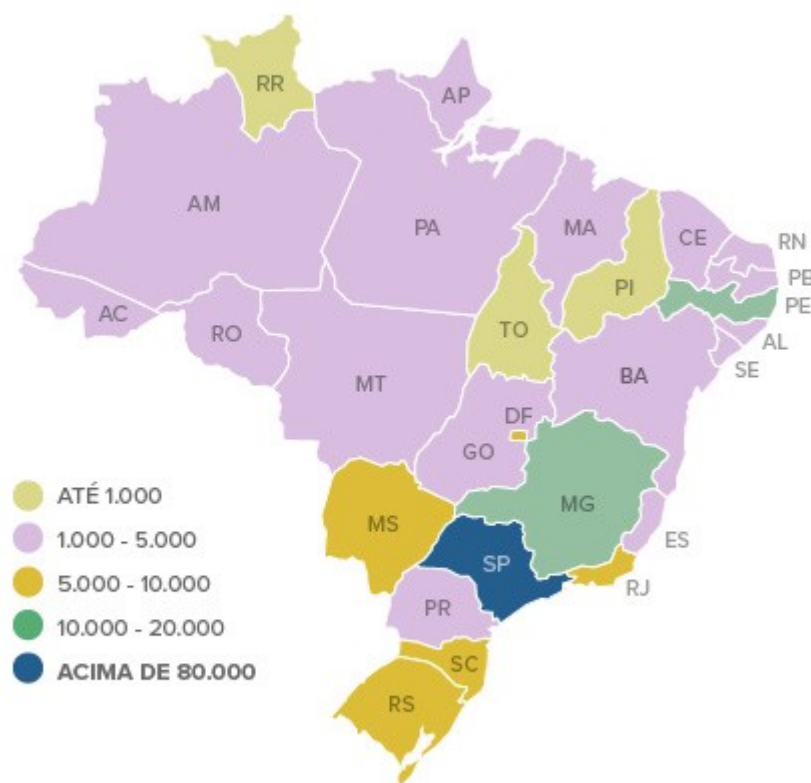 RR
AP
AM
PA
MA
CE
RN
PB
PE
PI
AC
RO
TO
AL
SE
MT
BA
DF
GO
MS
MG
ES
SP
RJ
PR
SC
RS
ATÉ 1.000
1.000 - 5.000
5.000 - 10.000
10.000 - 20.000
ACIMA DE 80.000